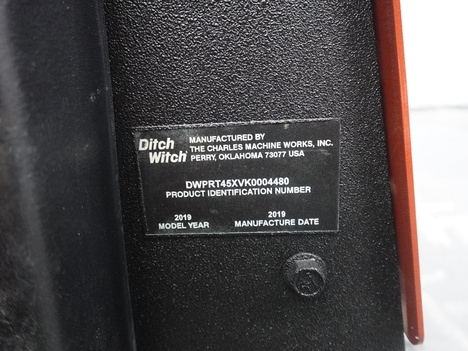 Ditch Witch
MANUFACTURED BY
THE CHARLES MACHINE WORKS, INC.
PERRY, OKLAHOMA 73077 USA
DWPRT45XVK0004480
PRODUCT IDENTIFICATION NUMBER
2019 2019
MODEL YEAR MANUFACTURE DATE